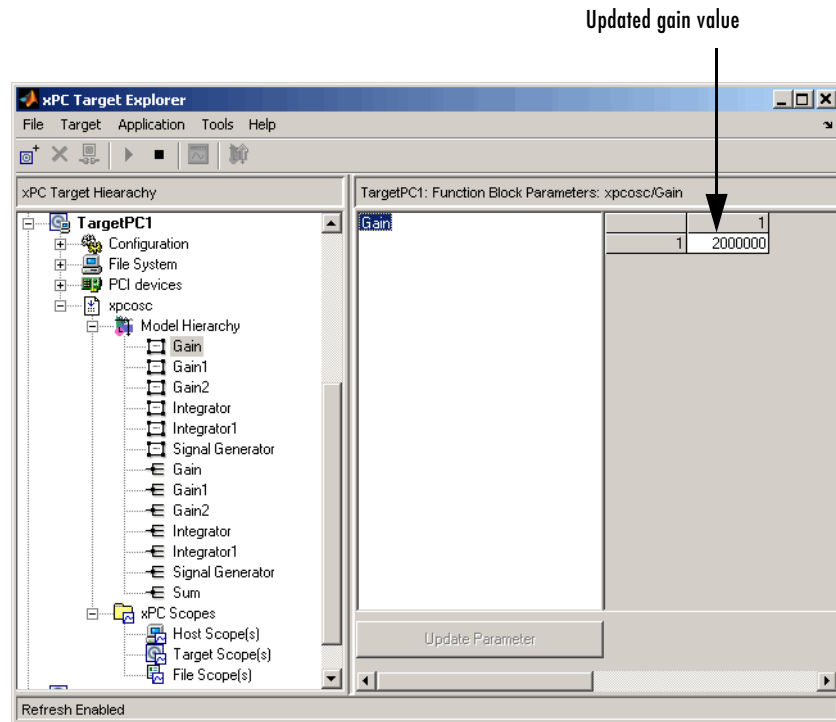 Updated gain value
xPC Target Explorer
File Target Application Tools Help
xPC Target Hiearachy
TargetPC1: Function Block Parameters: xpcosc/Gain
TargetPC1
Configuration
File System
PCI devices
xpcosc
Model Hierarchy
Gain
Gain1
Gain2
Integrator
Integrator1
Signal Generator
Gain
Gain1
Gain2
Integrator
Integrator1
Signal Generator
Sum
xPC Scopes
Host Scope(s)
Target Scope(s)
File Scope(s)
Gain
1
1 2000000
Update Parameter
Refresh Enabled